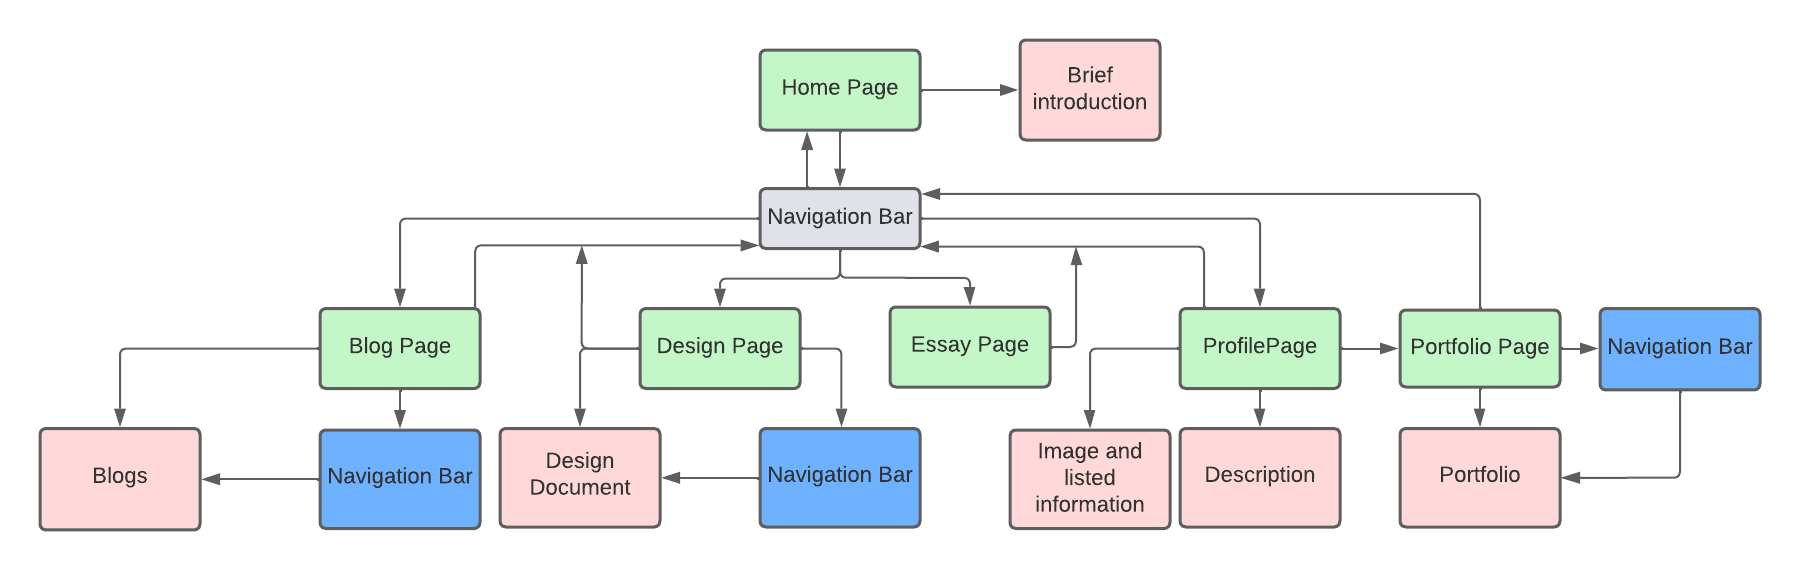 Home Page
Brief
introduction
Navigation Bar
Blog Page
Design Page
Essay Page
ProfilePage
Portfolio Page
Navigation Bar
Blogs
Navigation Bar
Design
Document
Navigation Bar
Image and
listed
information
Description
Portfolio